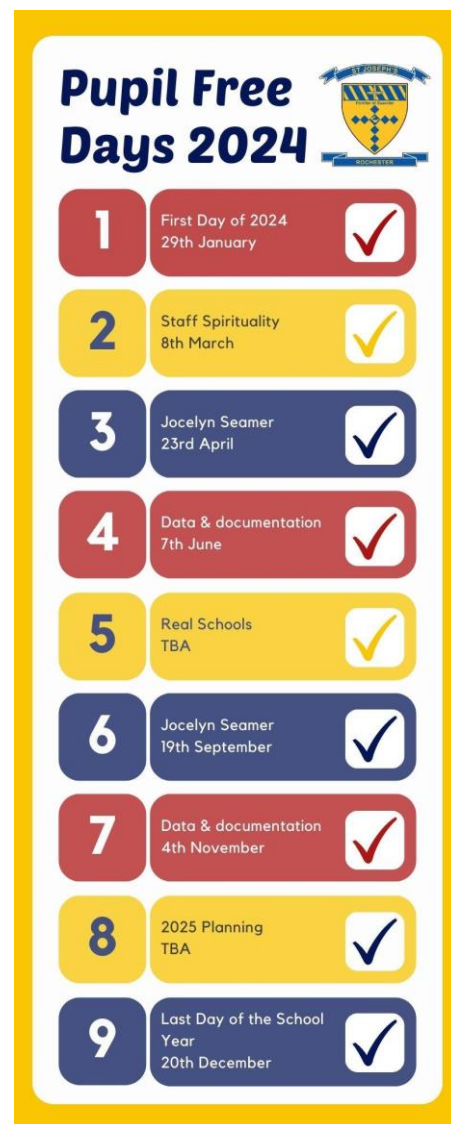 Pupil Free
Days 2024
ST JOSEPH'S
ROCHESTER
1
First Day of 2024
29th January
2
Staff Spirituality
8th March
3
Jocelyn Seamer
23rd April
4
Data & documentation
7th June
5
Real Schools
TBA
6
Jocelyn Seamer
19th September
7
Data & documentation
4th November
8
2025 Planning
TBA
9
Last Day of the School
Year
20th December